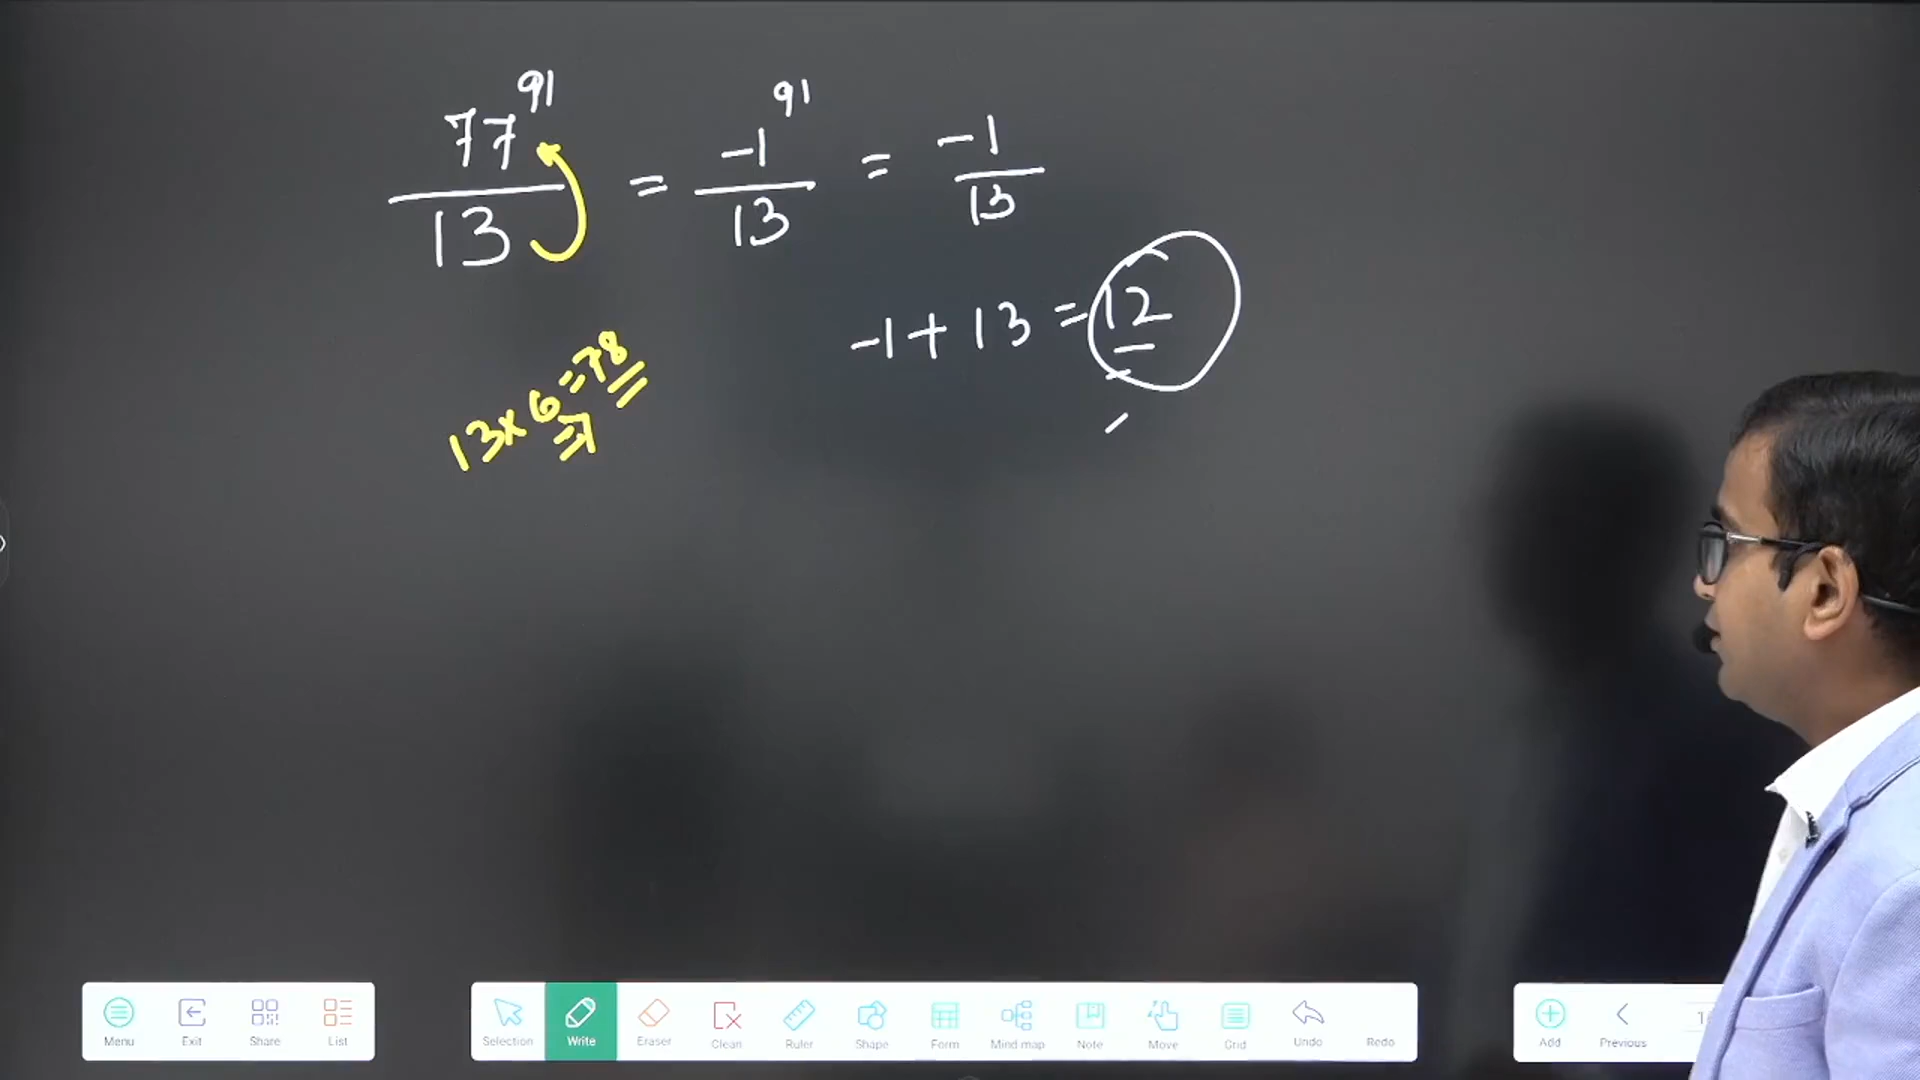 77^91 / 13 = -1^91 / 13 = -1 / 13
-1 + 13 = 12
13 × 6 = 78
Menu Exit Share List
Selection Write Eraser Clean Ruler Shape Form Mind map Note Move Grid Undo Redo
Add Previous